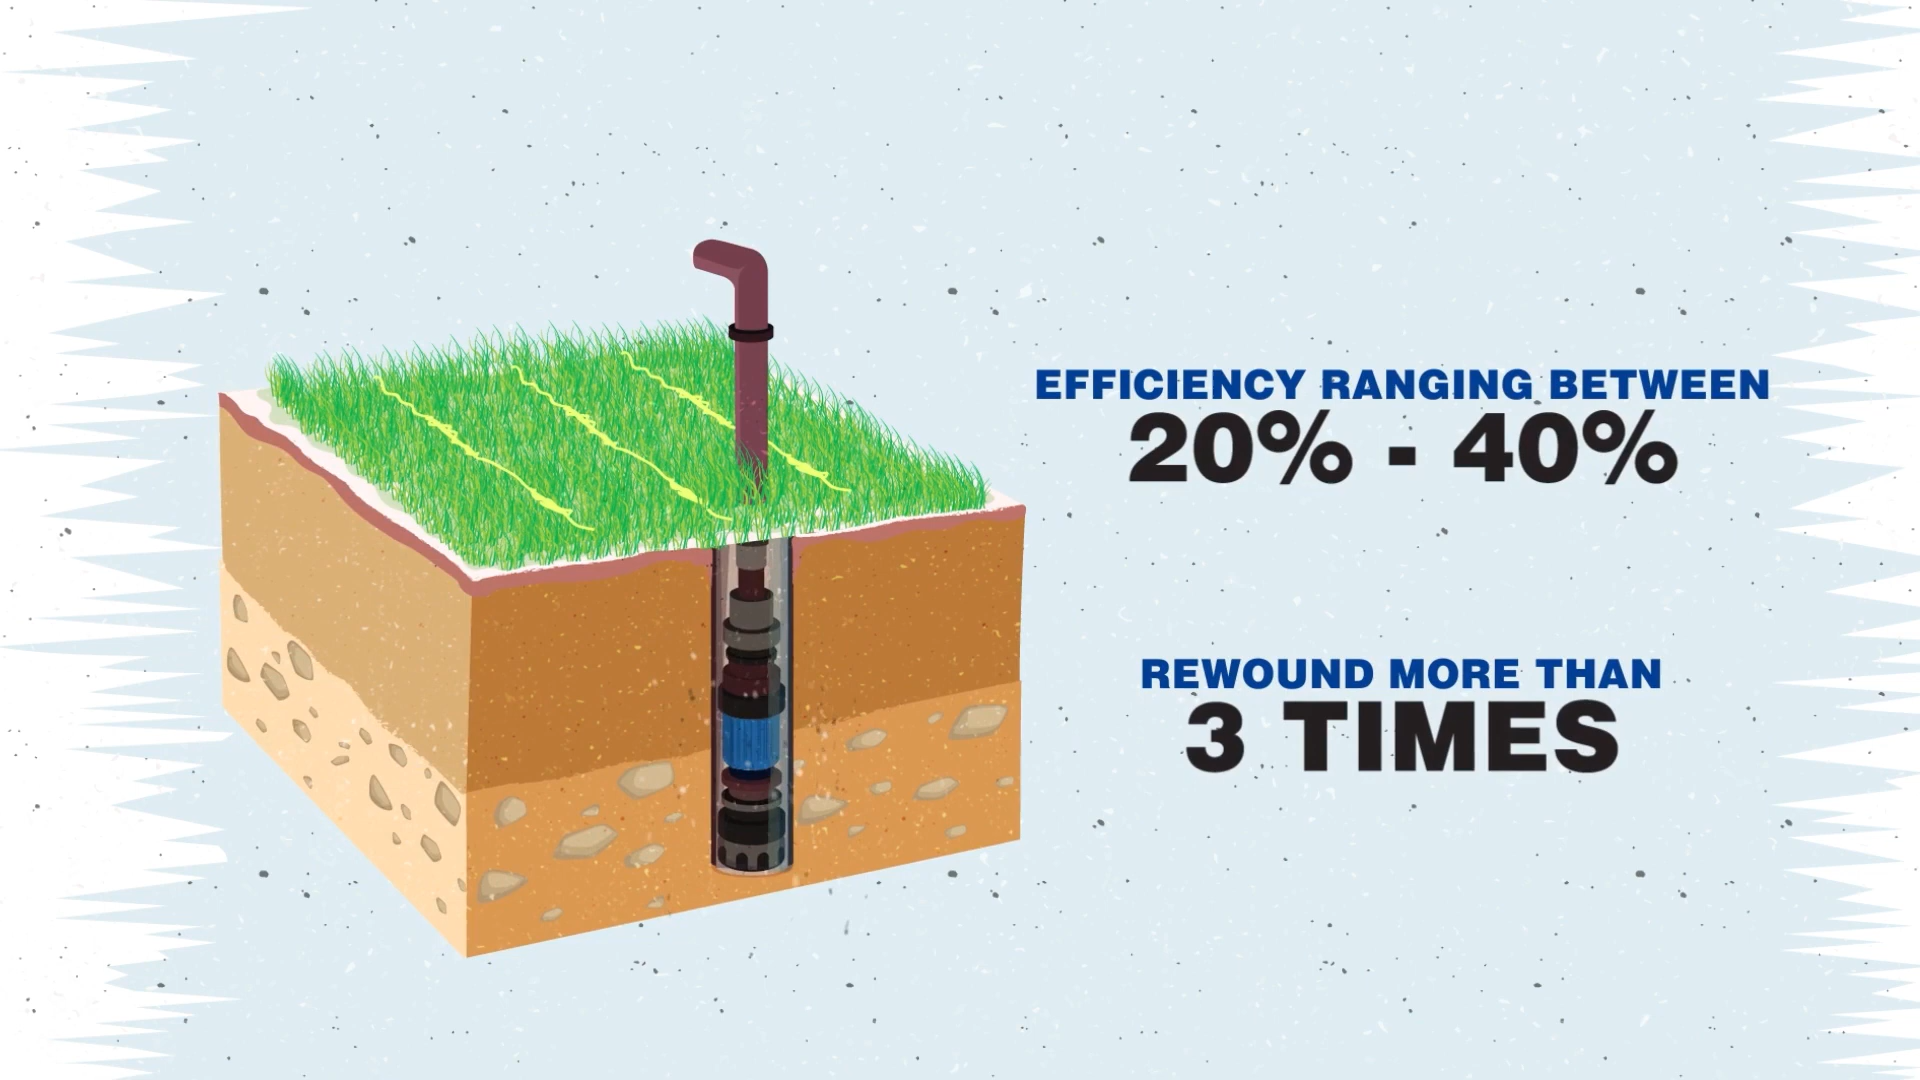 EFFICIENCY RANGING BETWEEN
20% - 40%
REWOUND MORE THAN
3 TIMES